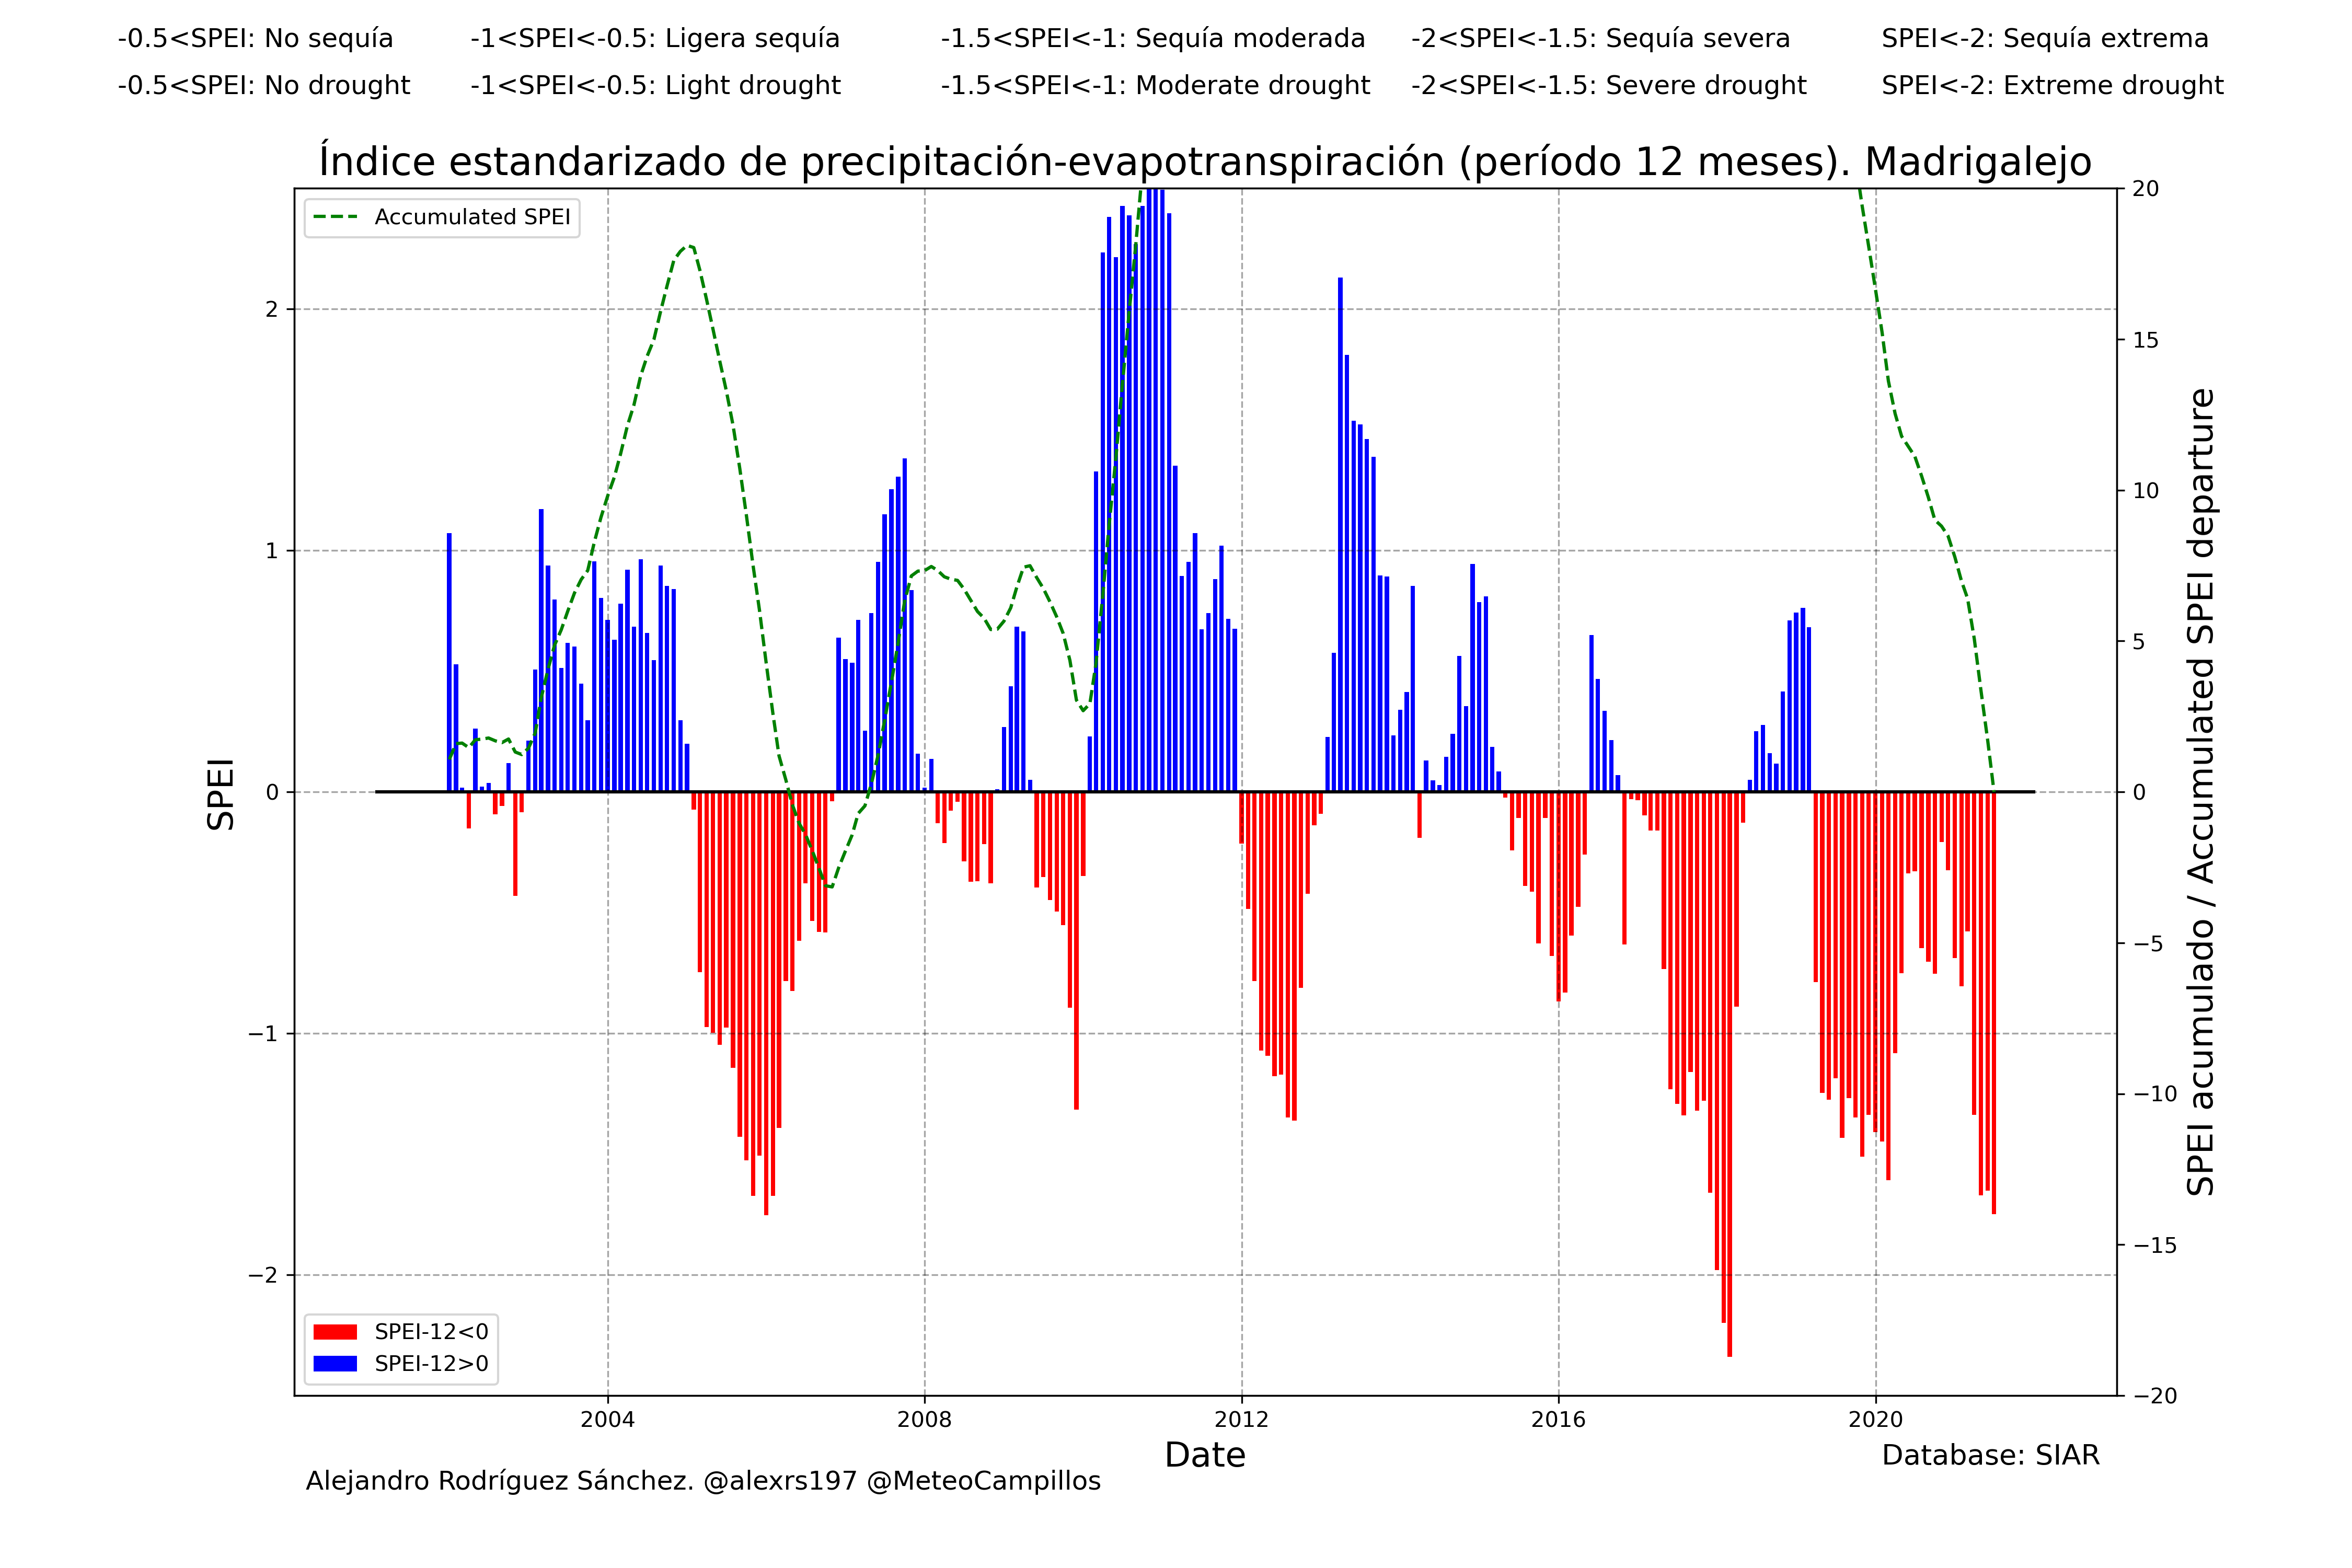 -0.5<SPEI: No sequía -1<SPEI<-0.5: Ligera sequía -1.5<SPEI<-1: Sequía moderada -2<SPEI<-1.5: Sequía severa SPEI<-2: Sequía extrema
-0.5<SPEI: No drought -1<SPEI<-0.5: Light drought -1.5<SPEI<-1: Moderate drought -2<SPEI<-1.5: Severe drought SPEI<-2: Extreme drought
Índice estandarizado de precipitación-evapotranspiración (período 12 meses). Madrigalejo
Accumulated SPEI
SPEI
2
1
0
−1
−2
20
15
10
5
0
−5
−10
−15
−20
SPEI acumulado / Accumulated SPEI departure
SPEI-12<0
SPEI-12>0
2004 2008 2012 2016 2020
Date
Database: SIAR
Alejandro Rodríguez Sánchez. @alexrs197 @MeteoCampillos